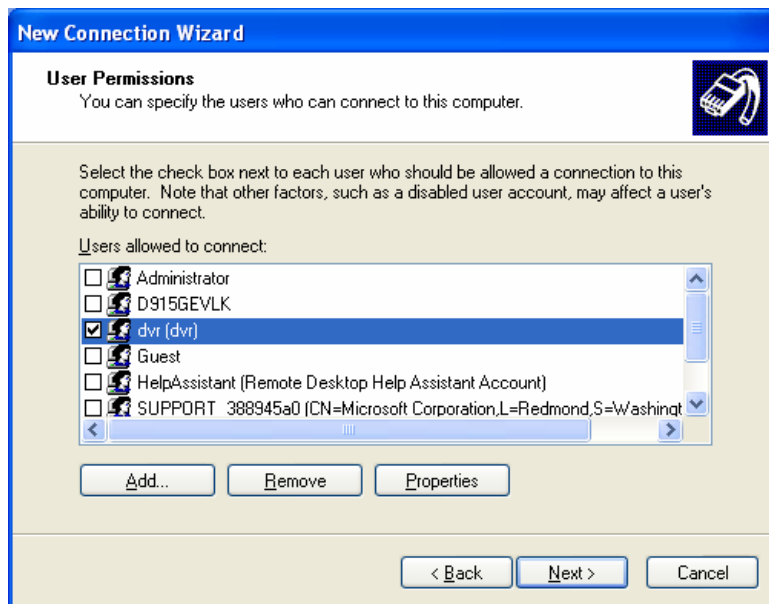 New Connection Wizard
User Permissions
You can specify the users who can connect to this computer.
Select the check box next to each user who should be allowed a connection to this
computer. Note that other factors, such as a disabled user account, may affect a user's
ability to connect.
Users allowed to connect:
Administrator
D915GEVLK
dvr (dvr)
Guest
HelpAssistant (Remote Desktop Help Assistant Account)
SUPPORT_388945a0 (CN=Microsoft Corporation,L=Redmond,S=Washingt
Add... Remove Properties
< Back Next > Cancel